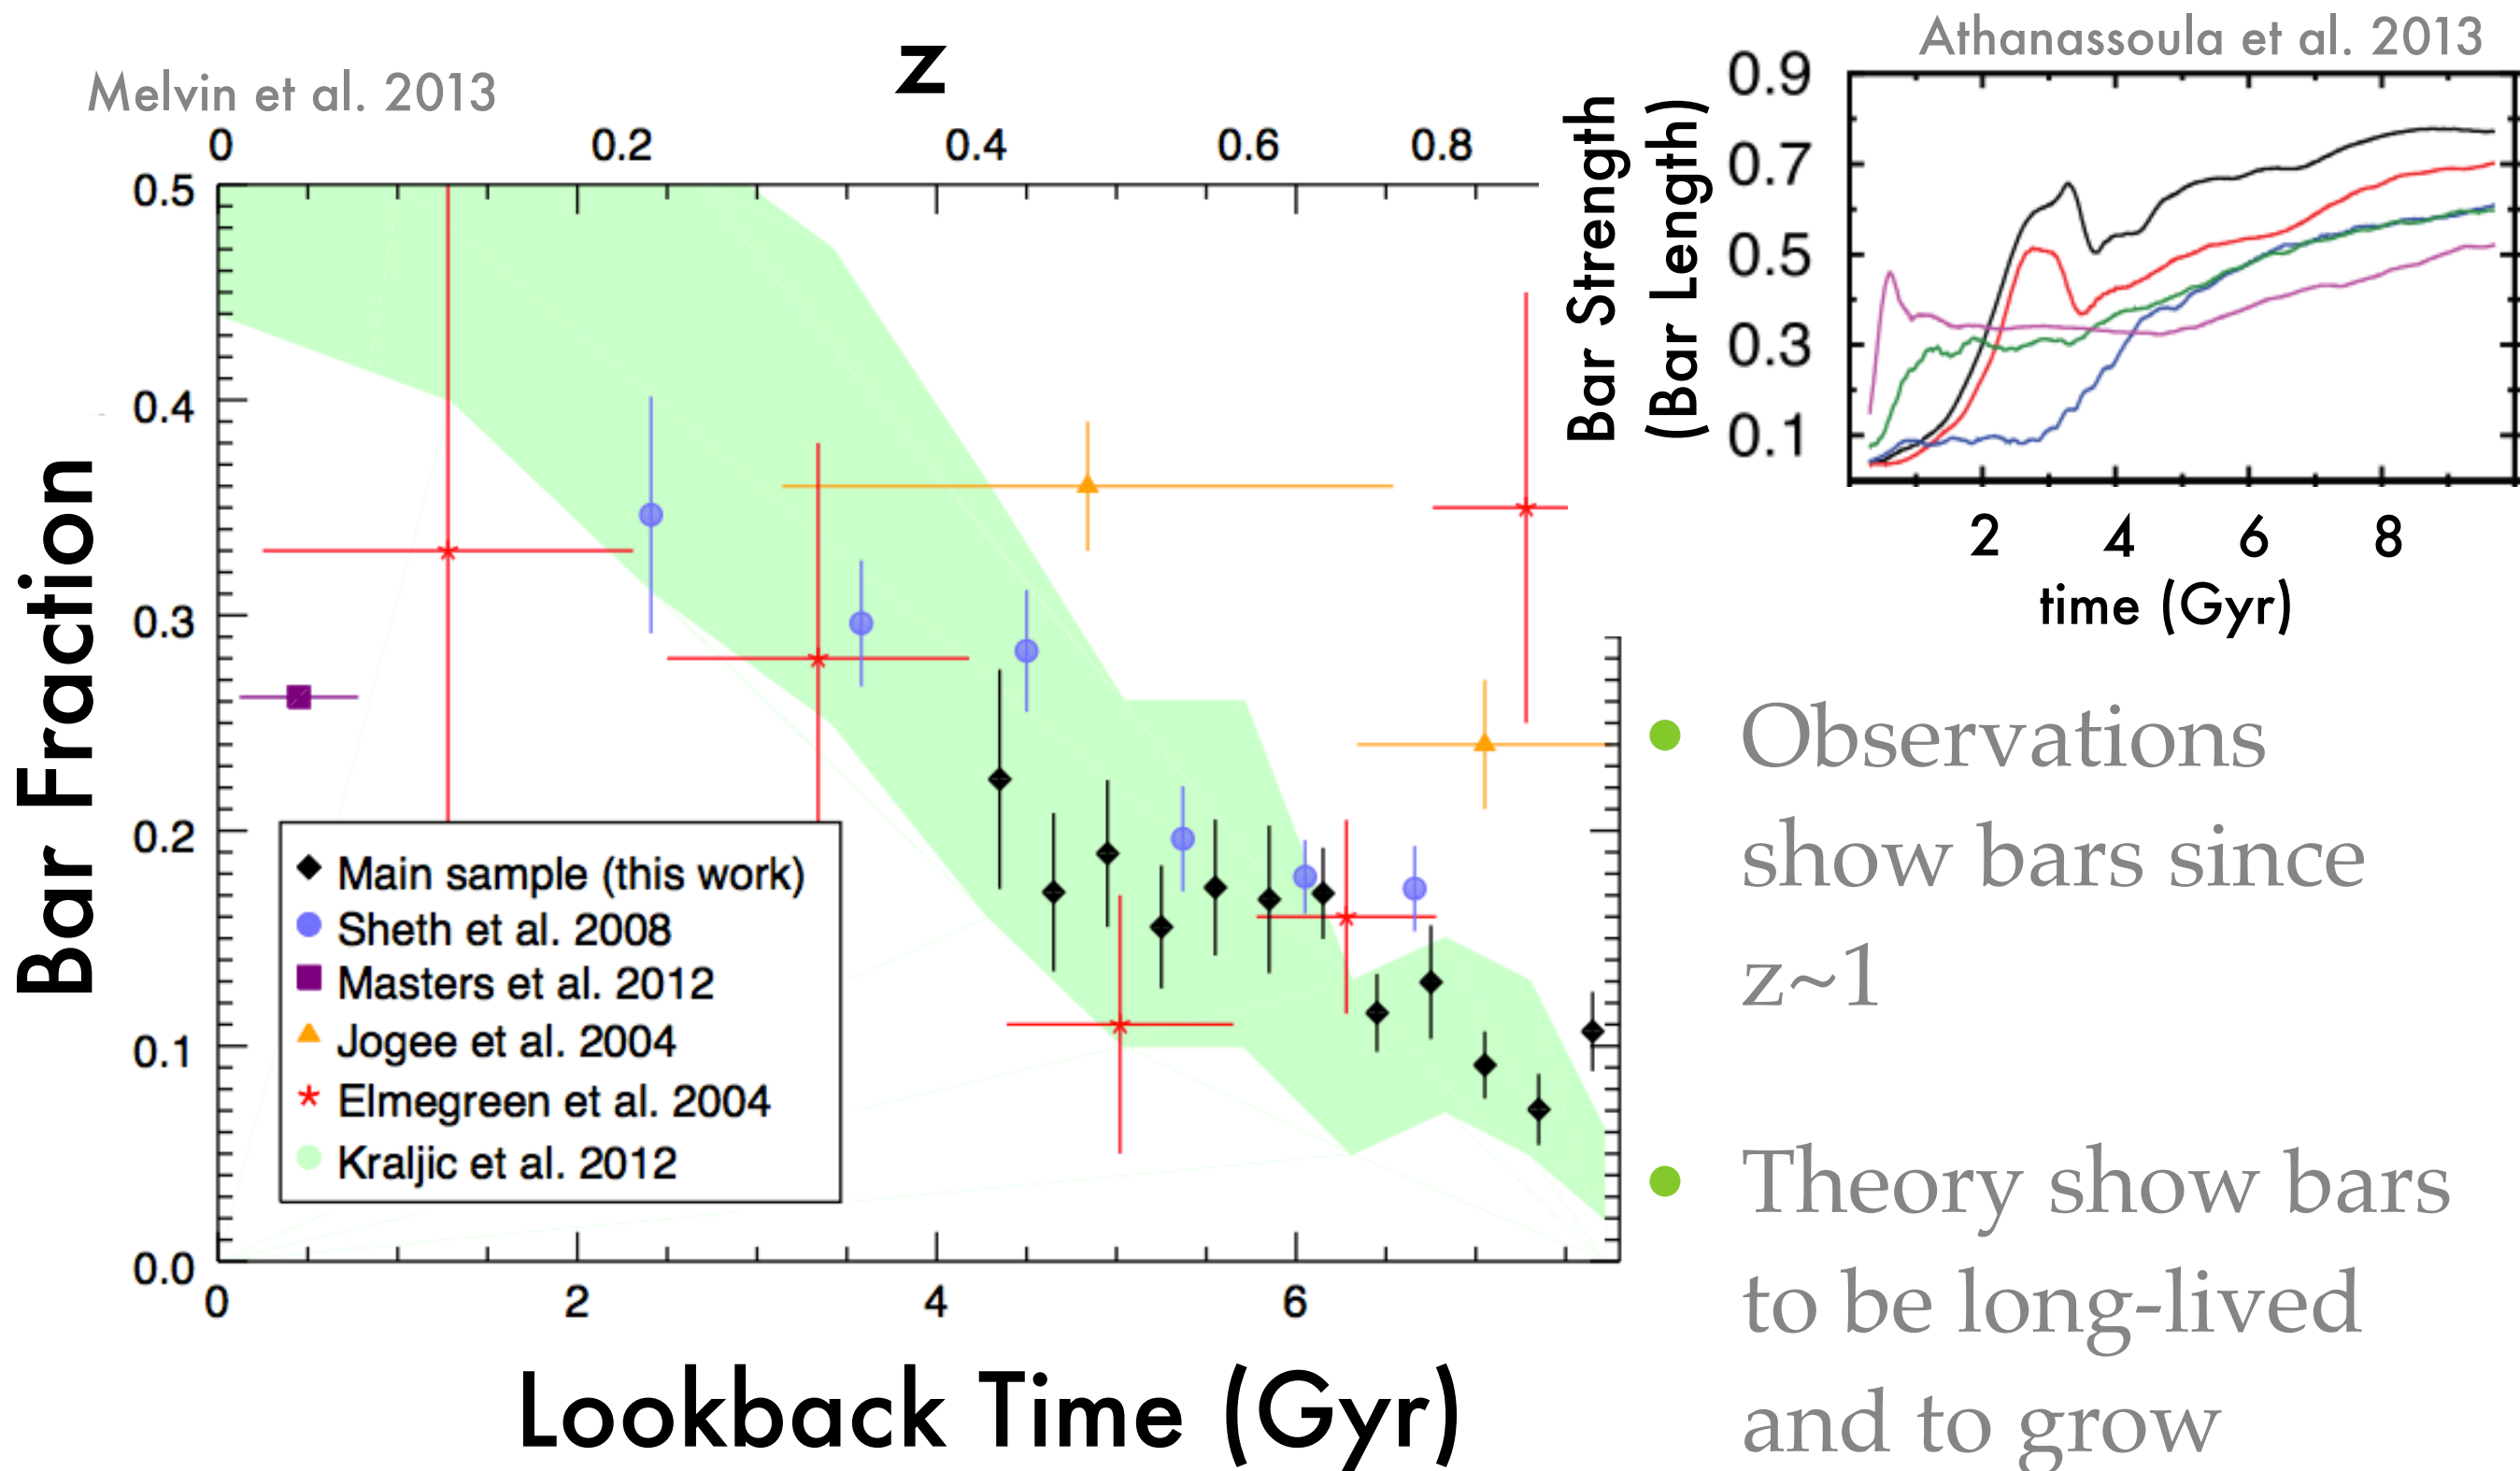 Melvin et al. 2013
z
0 0.2 0.4 0.6 0.8
Bar Fraction
0.5
0.4
0.3
0.2
0.1
0.0
Main sample (this work)
Sheth et al. 2008
Masters et al. 2012
Jogee et al. 2004
Elmegreen et al. 2004
Kraljic et al. 2012
0 2 4 6
Lookback Time (Gyr)
Athanassoula et al. 2013
Bar Strength
(Bar Length)
0.9
0.7
0.5
0.3
0.1
2 4 6 8
time (Gyr)
• Observations
show bars since
z~1
• Theory show bars
to be long-lived
and to grow